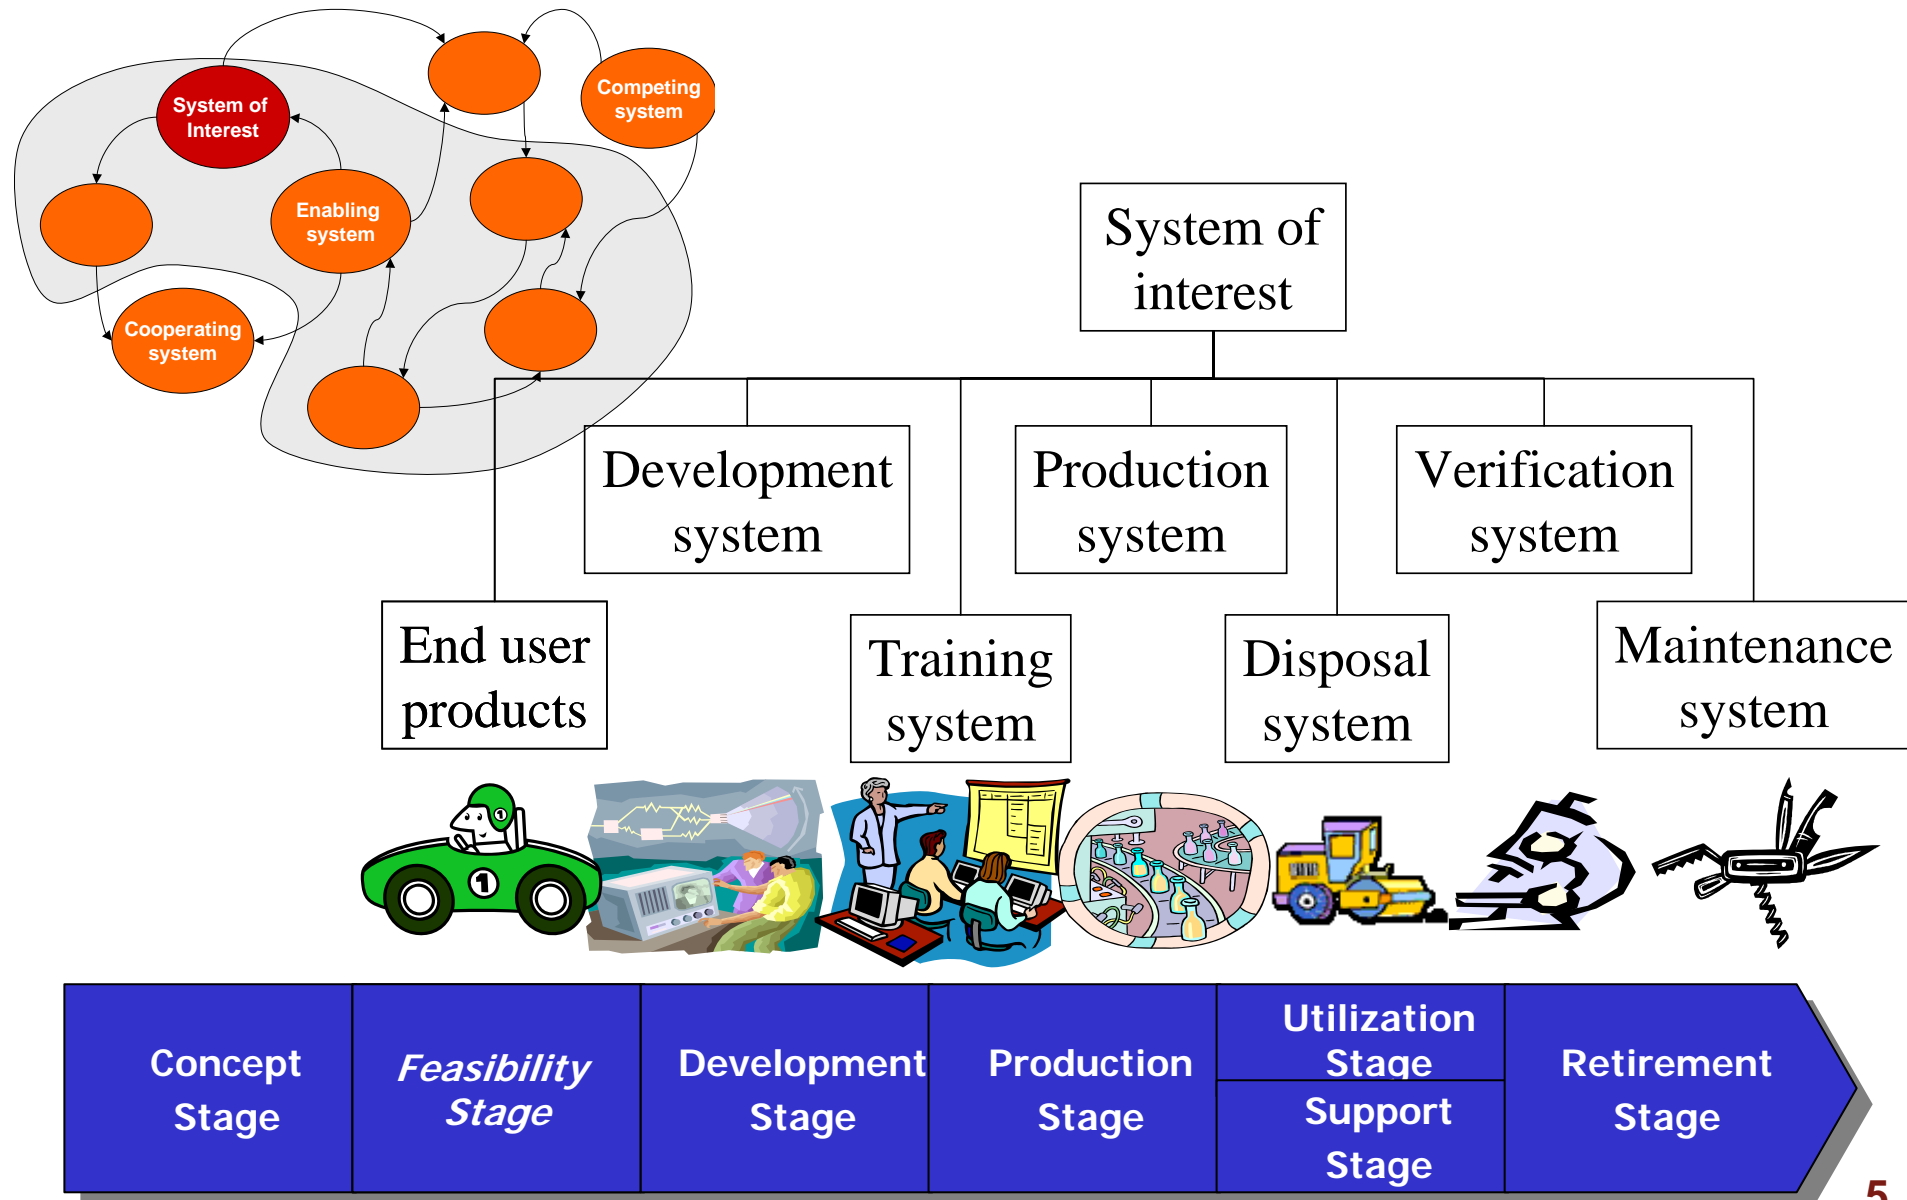 System of
Interest
Competing
system
Enabling
system
Cooperating
system
System of
interest
Development
system
Production
system
Verification
system
End user
products
Training
system
Disposal
system
Maintenance
system
1
1
Concept
Stage
Feasibility
Stage
Development
Stage
Production
Stage
Utilization
Stage
Support
Stage
Retirement
Stage
5